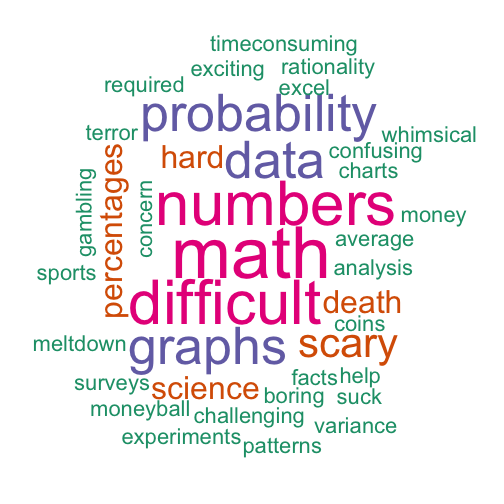 timeconsuming
exciting rationality
required excel
probability
terror whimsical
hard data confusing
percentages
charts
gambling
concern
numbers money
math average
sports analysis
difficult death
coins
meltdown graphs scary
surveys science facts help
boring suck
moneyball challenging
experiments variance
patterns